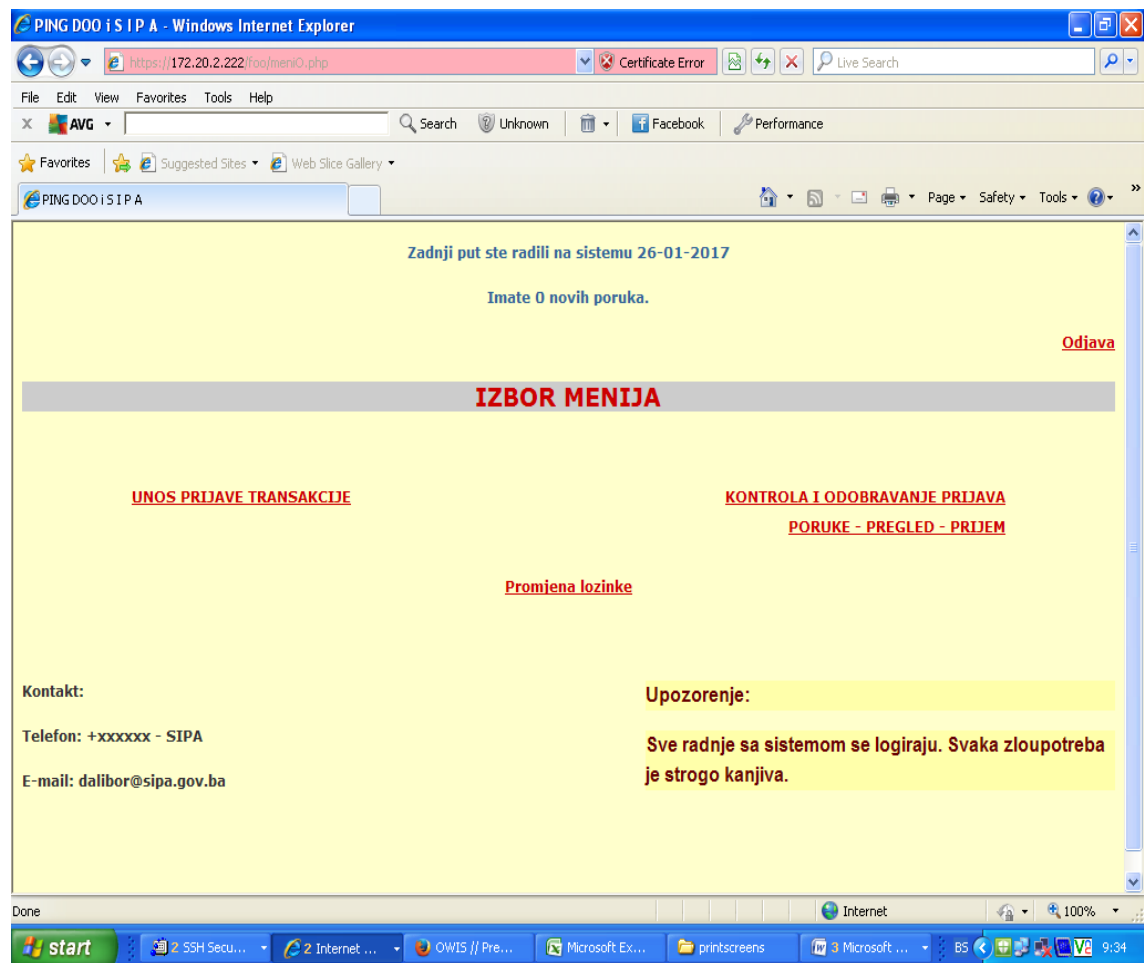 PING DOO i S I P A - Windows Internet Explorer
https://172.20.2.222/foo/meniO.php
Certificate Error
Live Search
File Edit View Favorites Tools Help
x AVG Search Unknown Facebook Performance
Favorites Suggested Sites Web Slice Gallery
PING DOO i S I P A
Page Safety Tools »
Zadnji put ste radili na sistemu 26-01-2017
Imate 0 novih poruka.
Odjava
IZBOR MENIJA
UNOS PRIJAVE TRANSAKCIJE
KONTROLA I ODOBRAVANJE PRIJAVA
PORUKE - PREGLED - PRIJEM
Promjena lozinke
Kontakt:
Telefon: +xxxxxx - SIPA
E-mail: dalibor@sipa.gov.ba
Upozorenje:
Sve radnje sa sistemom se logiraju. Svaka zloupotreba
je strogo kanjiva.
Done Internet 100%
start 2 SSH Secu... 2 Internet ... OWIS // Pre... Microsoft Ex... printscreens 3 Microsoft ... BS 9:34